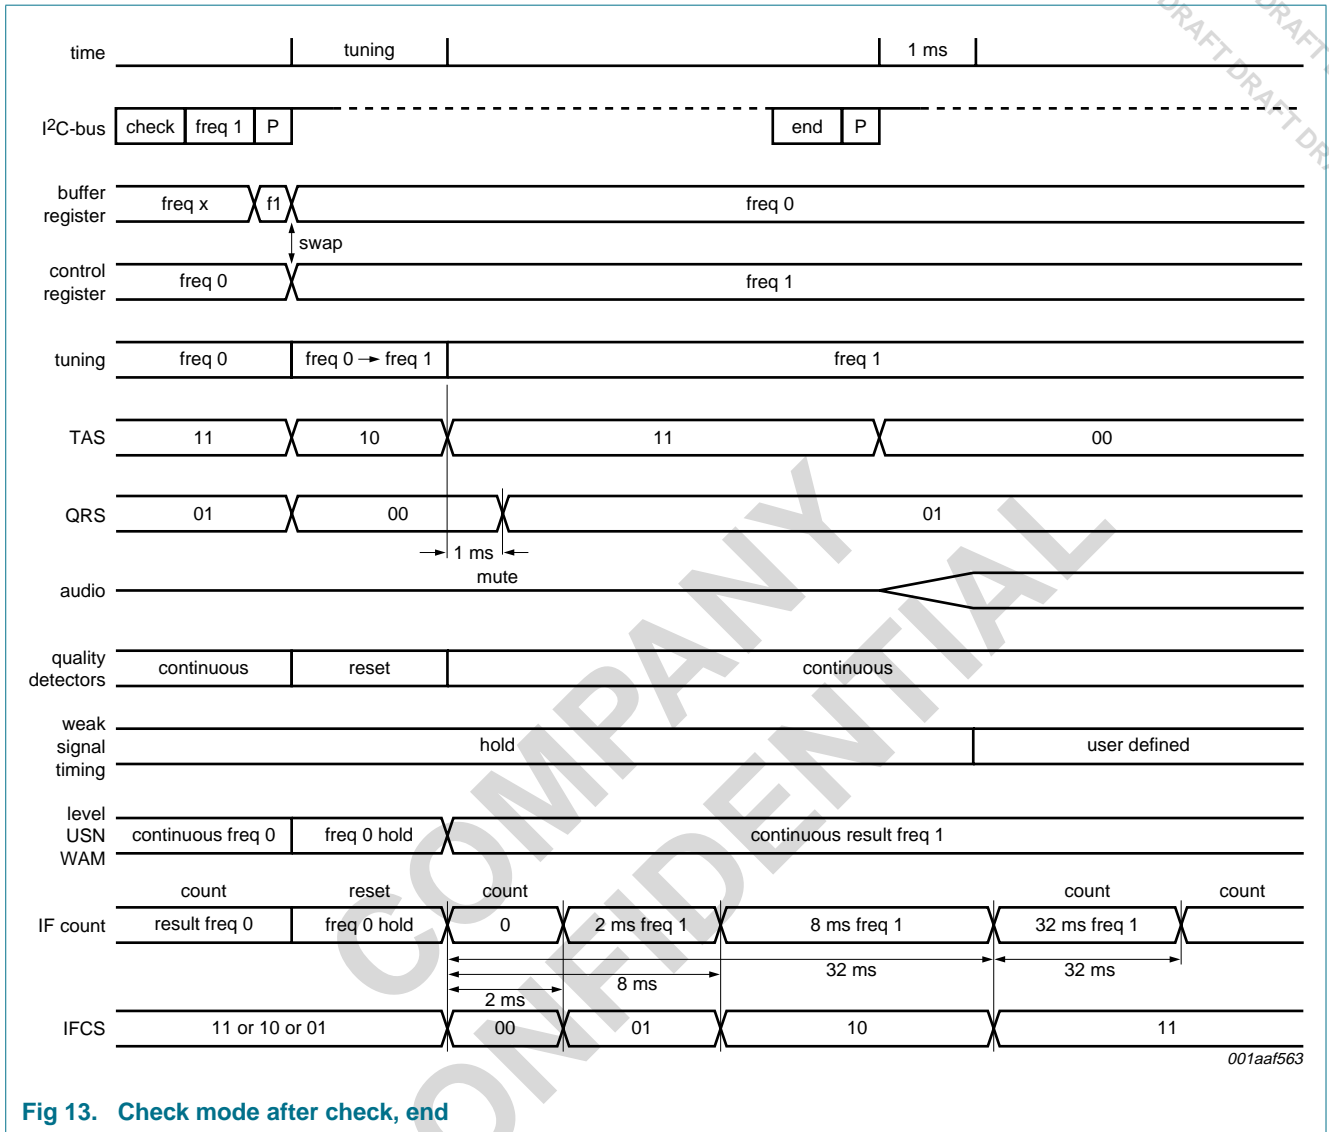 time
tuning
1 ms
I2C-bus
check freq 1 P
end P
buffer
register
freq x f1 freq 0
swap
control
register
freq 0 freq 1
tuning
freq 0 → freq 1
freq 0
freq 1
TAS
11 10 11 00
QRS
01 00 01
1 ms
mute
audio
quality
detectors
continuous reset continuous
weak
signal
timing
hold user defined
level
USN
WAM
continuous freq 0 freq 0 hold continuous result freq 1
count reset count count count
IF count
result freq 0 freq 0 hold 0 2 ms freq 1 8 ms freq 1 32 ms freq 1
32 ms 32 ms
8 ms
2 ms
IFCS
11 or 10 or 01 00 01 10 11
001aaf563
Fig 13. Check mode after check, end
COMPANY
CONFIDENTIAL
DRAFT DRAFT DRA
DRAFT